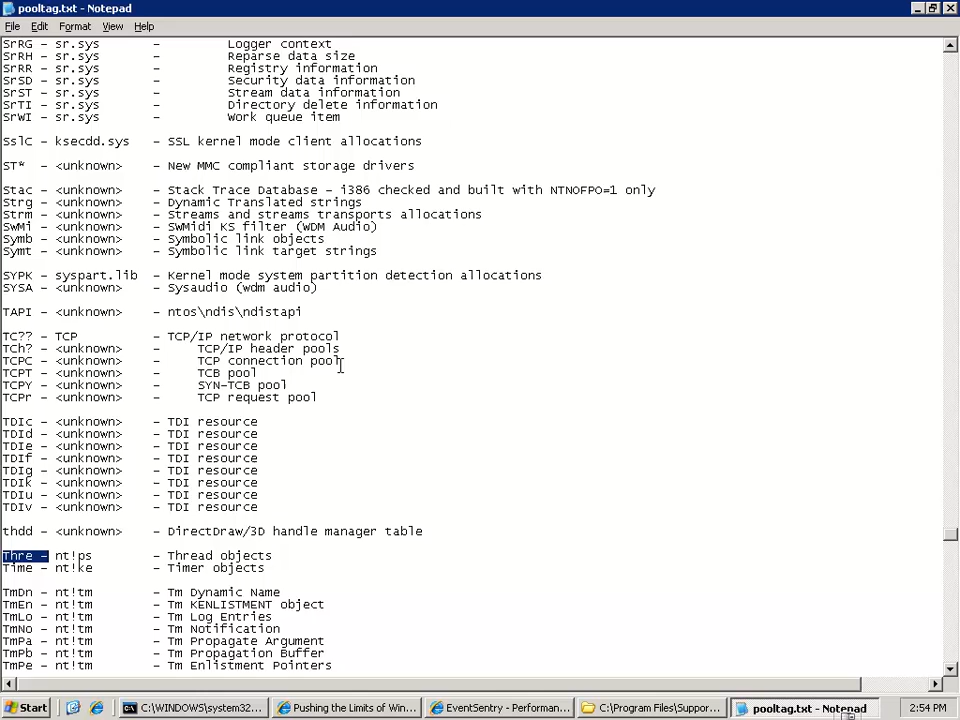 pooltag.txt - Notepad
File Edit Format View Help
SrRG - sr.sys - Logger context
SrRH - sr.sys - Reparse data size
SrRR - sr.sys - Registry information
SrSD - sr.sys - Security data information
SrST - sr.sys - Stream data information
SrTI - sr.sys - Directory delete information
SrWI - sr.sys - Work queue item
SslC - ksecdd.sys - SSL kernel mode client allocations
ST* - <unknown> - New MMC compliant storage drivers
Stac - <unknown> - Stack Trace Database - i386 checked and built with NTNOFPO=1 only
Strg - <unknown> - Dynamic Translated strings
Strm - <unknown> - Streams and streams transports allocations
SwMi - <unknown> - SWMidi KS filter (WDM Audio)
Symb - <unknown> - Symbolic link objects
Symt - <unknown> - Symbolic link target strings
SYPK - syspart.lib - Kernel mode system partition detection allocations
SYSA - <unknown> - Sysaudio (wdm audio)
TAPI - <unknown> - ntos\ndis\ndistapi
TC?? - TCP - TCP/IP network protocol
TCh? - <unknown> - TCP/IP header pools
TCPC - <unknown> - TCP connection pool
TCPT - <unknown> - TCB pool
TCPY - <unknown> - SYN-TCB pool
TCPr - <unknown> - TCP request pool
TDIc - <unknown> - TDI resource
TDId - <unknown> - TDI resource
TDIe - <unknown> - TDI resource
TDIf - <unknown> - TDI resource
TDIg - <unknown> - TDI resource
TDIk - <unknown> - TDI resource
TDIu - <unknown> - TDI resource
TDIv - <unknown> - TDI resource
thdd - <unknown> - DirectDraw/3D handle manager table
Thre - nt!ps - Thread objects
Time - nt!ke - Timer objects
TmDn - nt!tm - Tm Dynamic Name
TmEn - nt!tm - Tm KENLISTMENT object
TmLo - nt!tm - Tm Log Entries
TmNo - nt!tm - Tm Notification
TmPa - nt!tm - Tm Propagate Argument
TmPb - nt!tm - Tm Propagation Buffer
TmPe - nt!tm - Tm Enlistment Pointers
Start C:\WINDOWS\system32... Pushing the Limits of Win... EventSentry - Performan... C:\Program Files\Suppor... pooltag.txt - Notepad 2:54 PM